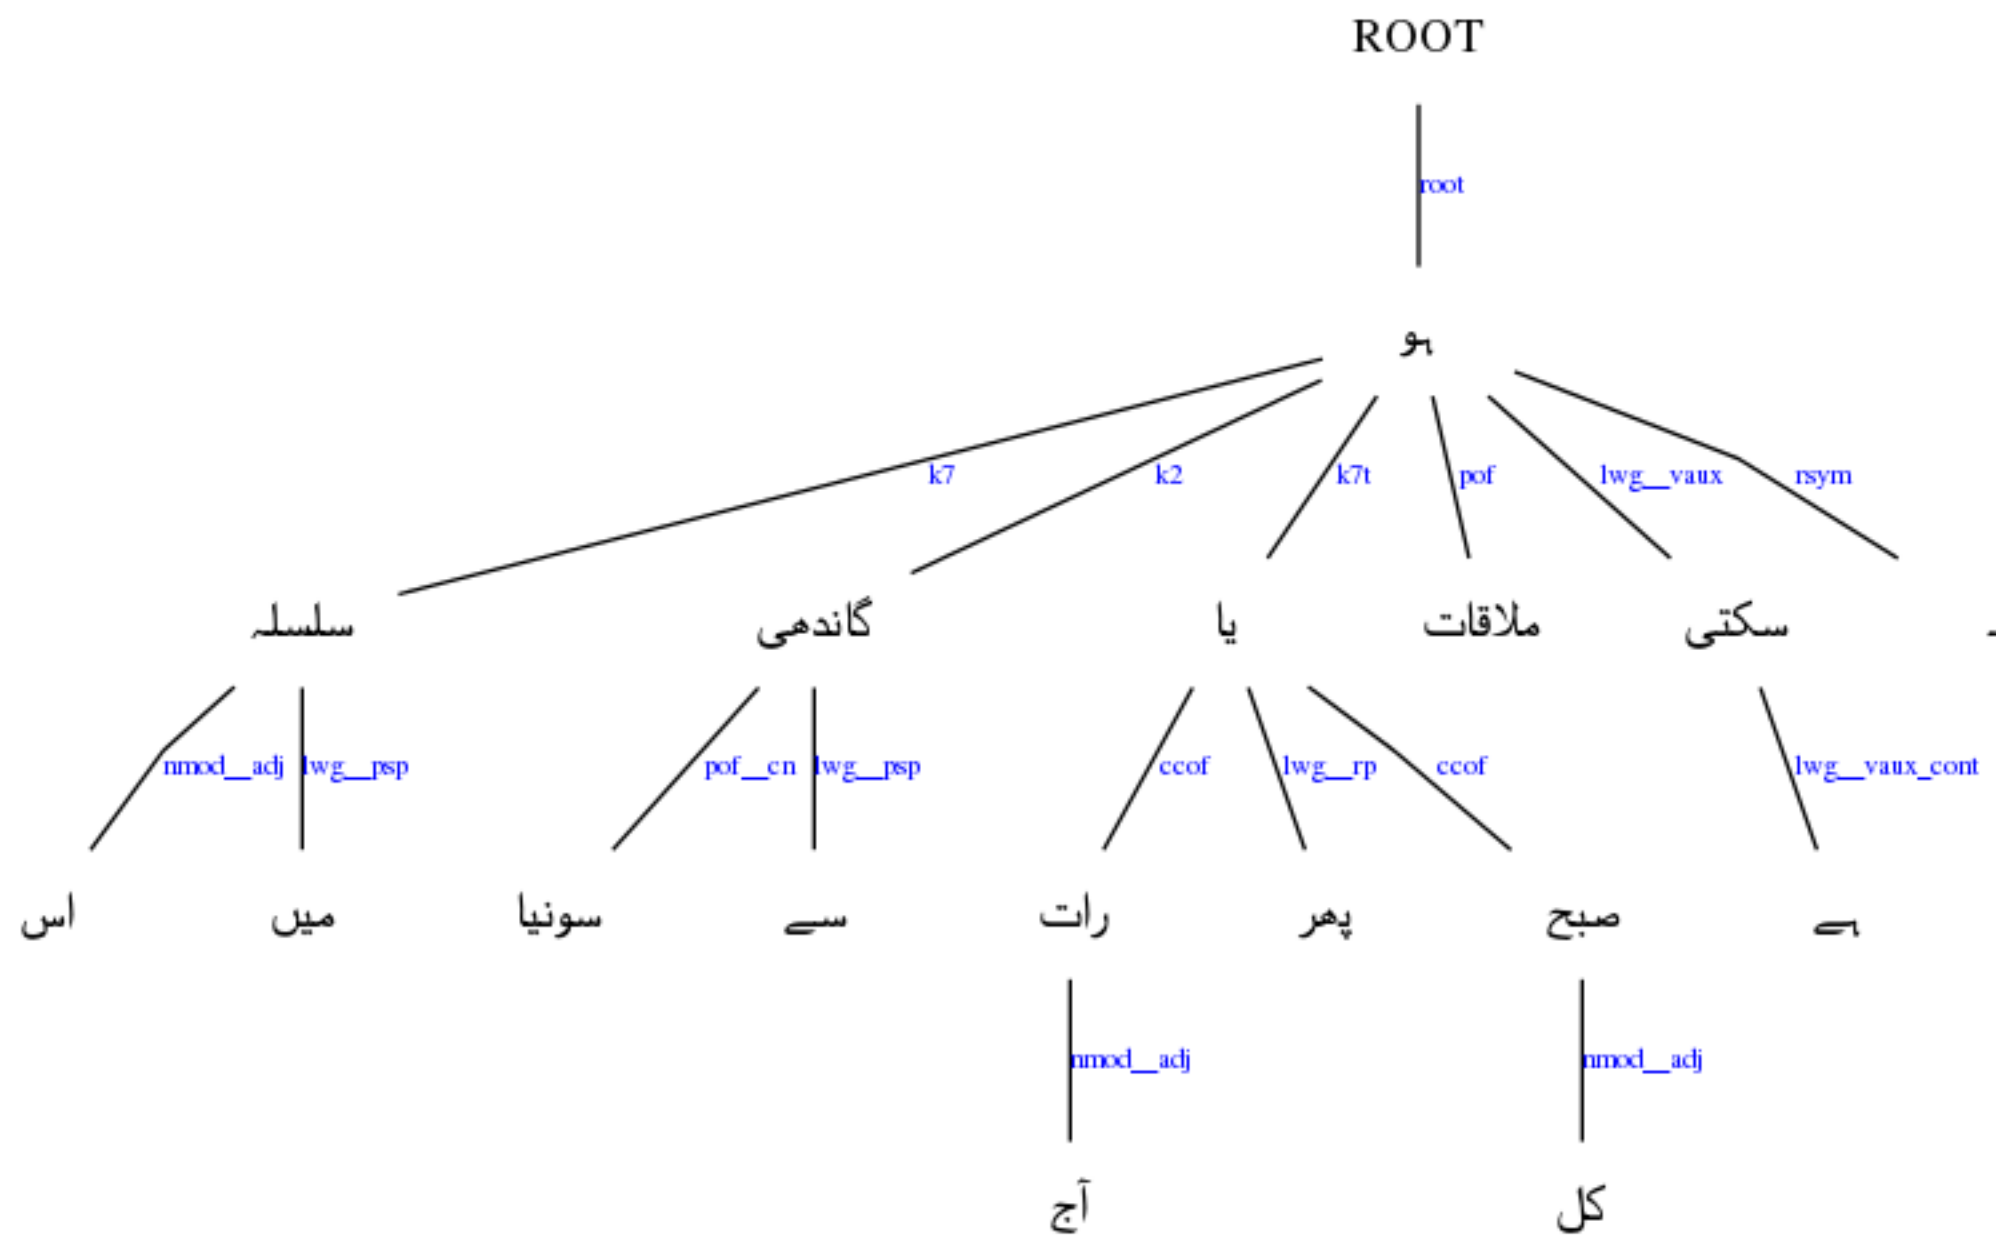 ROOT
root
ہو
k7 k2 k7t pof lwg__vaux rsym
سلسلہ گاندھی یا ملاقات سکتی ۔
nmod__adj lwg__psp pof__cn lwg__psp ccof lwg__rp ccof lwg__vaux_cont
اس میں سونیا سے رات پھر صبح ہے
nmod__adj nmod__adj
آج کل